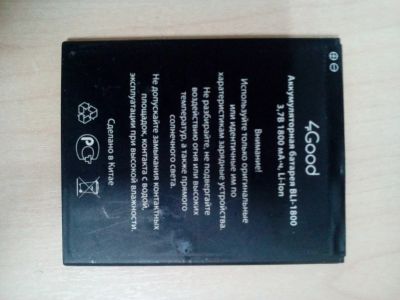 4Good
Аккумуляторная батарея BLI-1800
3,7В 1800 мА·ч, Li-Ion
Внимание!
Используйте только оригинальные
или идентичные им по
характеристикам зарядные устройства.
Не разбирайте, не подвергайте
воздействию огня или высоких
температур, а также прямого
солнечного света.
Не допускайте замыкания контактных
площадок, контакта с водой,
эксплуатации при высокой влажности.
Сделано в Китае